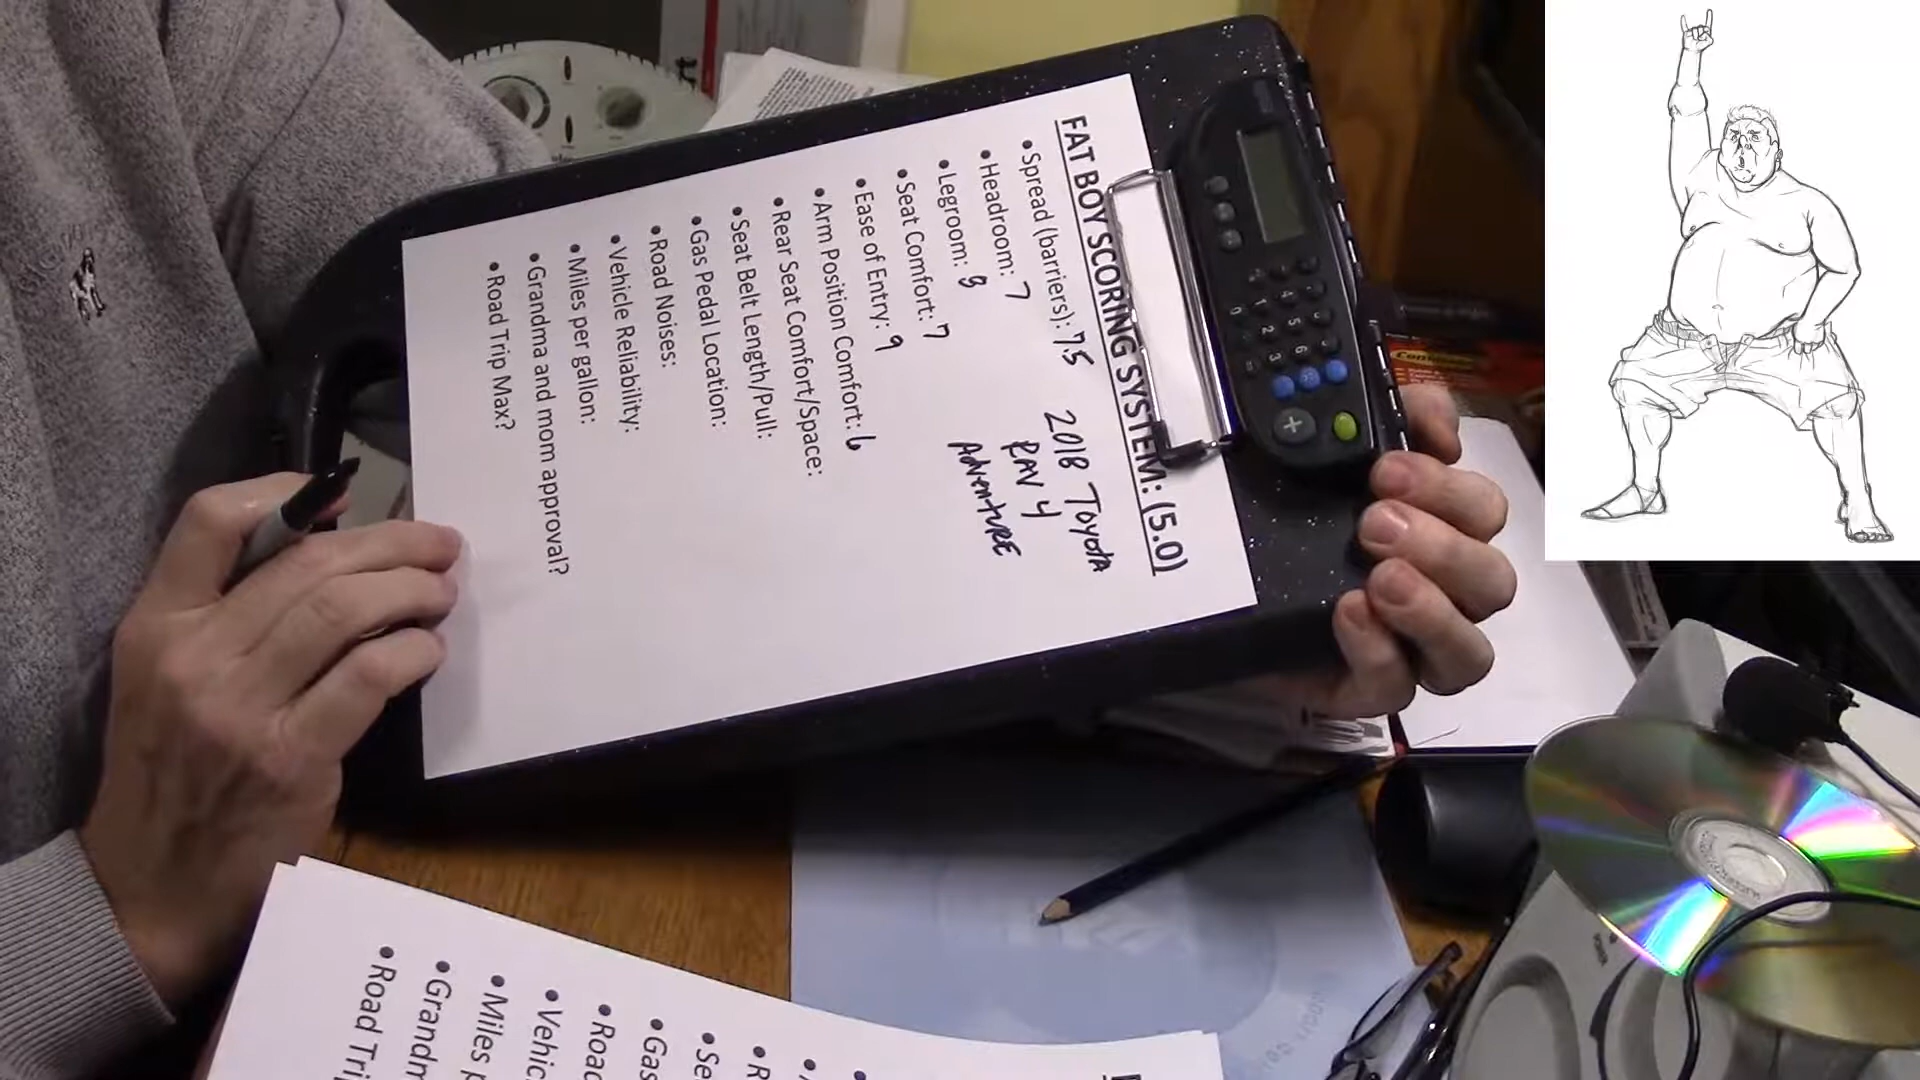 FAT BOY SCORING SYSTEM: (5.0)
• Spread (barriers): 7.5
• Headroom: 7
• Legroom: 8
• Seat Comfort: 7
• Ease of Entry: 9
• Arm Position Comfort: 6
• Rear Seat Comfort/Space:
• Seat Belt Length/Pull:
• Gas Pedal Location:
• Road Noises:
• Vehicle Reliability:
• Miles per gallon:
• Grandma and mom approval?
• Road Trip Max?
2018 Toyota
RAV 4
Adventure